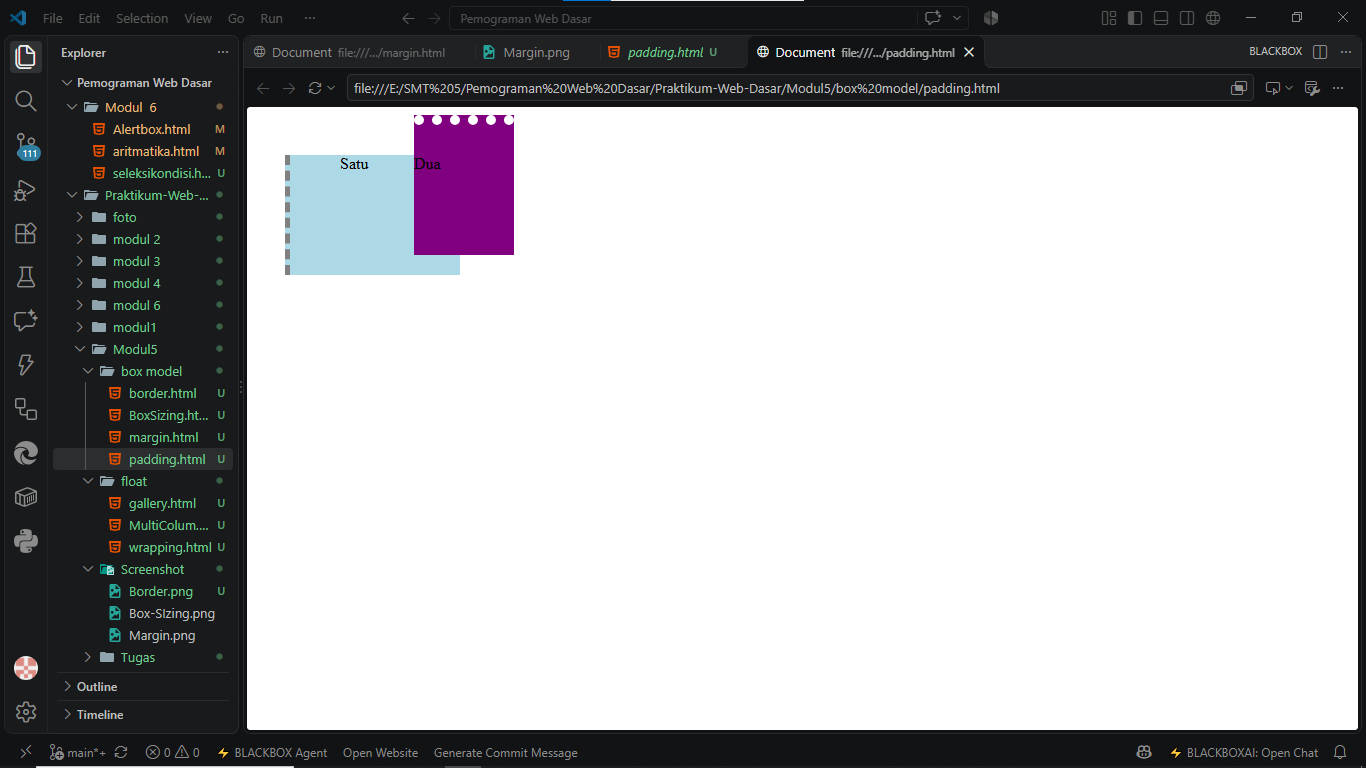 File Edit Selection View Go Run ··· Pemograman Web Dasar
Explorer ···
Document file:///.../margin.html Margin.png padding.html U Document file:///.../padding.html BLACKBOX ···
file:///E:/SMT%205/Pemograman%20Web%20Dasar/Praktikum-Web-Dasar/Modul5/box%20model/padding.html
Pemograman Web Dasar
Modul 6
Alertbox.html M
aritmatika.html M
seleksikondisi.h... U
Praktikum-Web-...
foto
modul 2
modul 3
modul 4
modul 6
modul1
Modul5
box model
border.html U
BoxSizing.ht... U
margin.html U
padding.html U
float
gallery.html U
MultiColum.... U
wrapping.html U
Screenshot
Border.png U
Box-SIzing.png
Margin.png
Tugas
Outline
Timeline
111
Satu Dua
main*+ 0 0 BLACKBOX Agent Open Website Generate Commit Message BLACKBOXAI: Open Chat